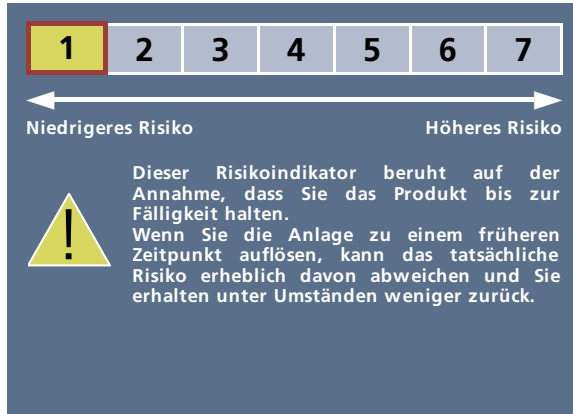 1 2 3 4 5 6 7
Niedrigeres Risiko Höheres Risiko
Dieser Risikoindikator beruht auf der
Annahme, dass Sie das Produkt bis zur
Fälligkeit halten.
Wenn Sie die Anlage zu einem früheren
Zeitpunkt auflösen, kann das tatsächliche
Risiko erheblich davon abweichen und Sie
erhalten unter Umständen weniger zurück.
!